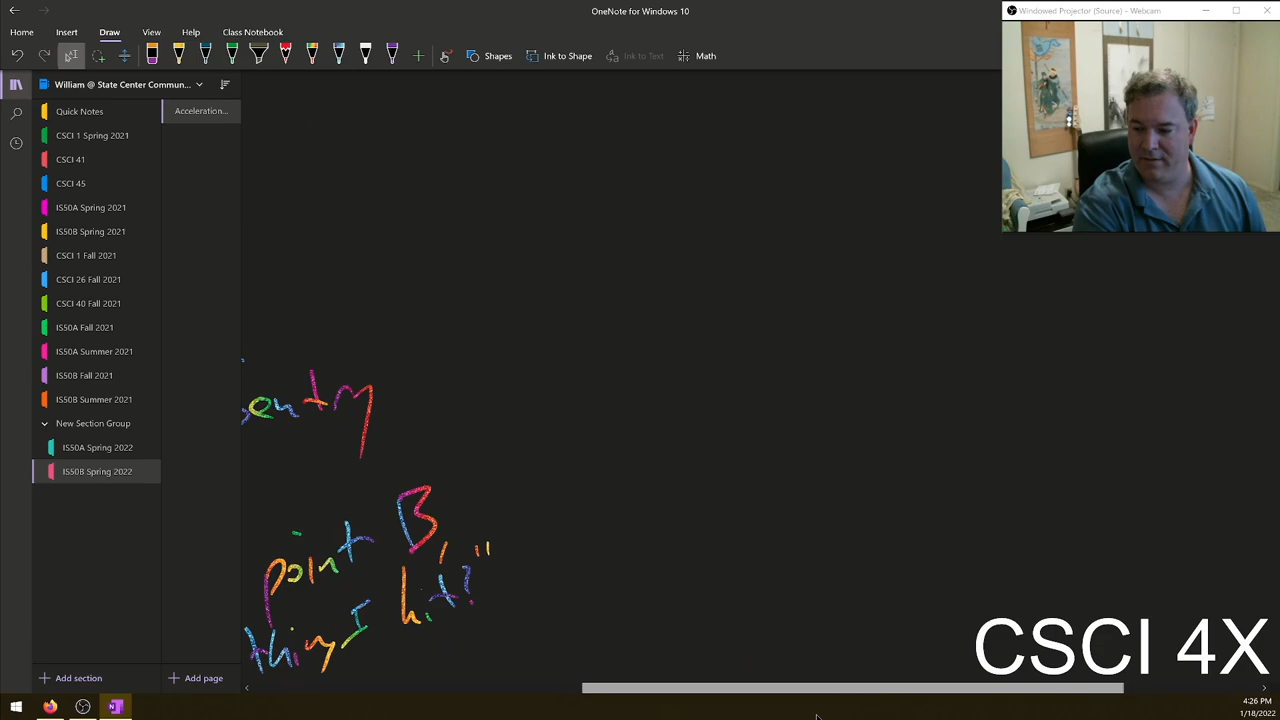 OneNote for Windows 10
Windowed Projector (Source) - Webcam
Home Insert Draw View Help Class Notebook
Shapes Ink to Shape Ink to Text Math
William @ State Center Commun...
Acceleration...
Quick Notes
CSCI 1 Spring 2021
CSCI 41
CSCI 45
IS50A Spring 2021
IS50B Spring 2021
CSCI 1 Fall 2021
CSCI 26 Fall 2021
CSCI 40 Fall 2021
IS50A Fall 2021
IS50A Summer 2021
IS50B Fall 2021
IS50B Summer 2021
New Section Group
IS50A Spring 2022
IS50B Spring 2022
point B,
thing I hit?"
CSCI 4X
Add section
Add page
4:26 PM
1/18/2022